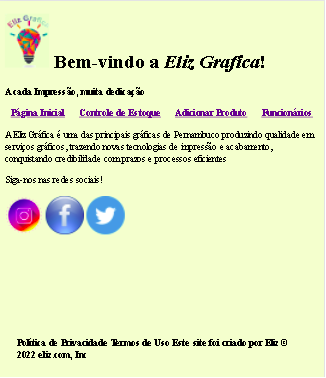 Eliz Grafica
Bem-vindo a Eliz Grafica!
A cada Impressão, muita dedicação
Página Inicial Controle de Estoque Adicionar Produto Funcionários
A Eliz Gráfica é uma das principais gráficas de Pernambuco produzindo qualidade em
serviços gráficos, trazendo novas tecnologias de impressão e acabamento,
conquistando credibilidade com prazos e processos eficientes
Siga-nos nas redes sociais!
Politica de Privacidade Termos de Uso Este site foi criado por Eliz ©
2022 eliz.com, Inc